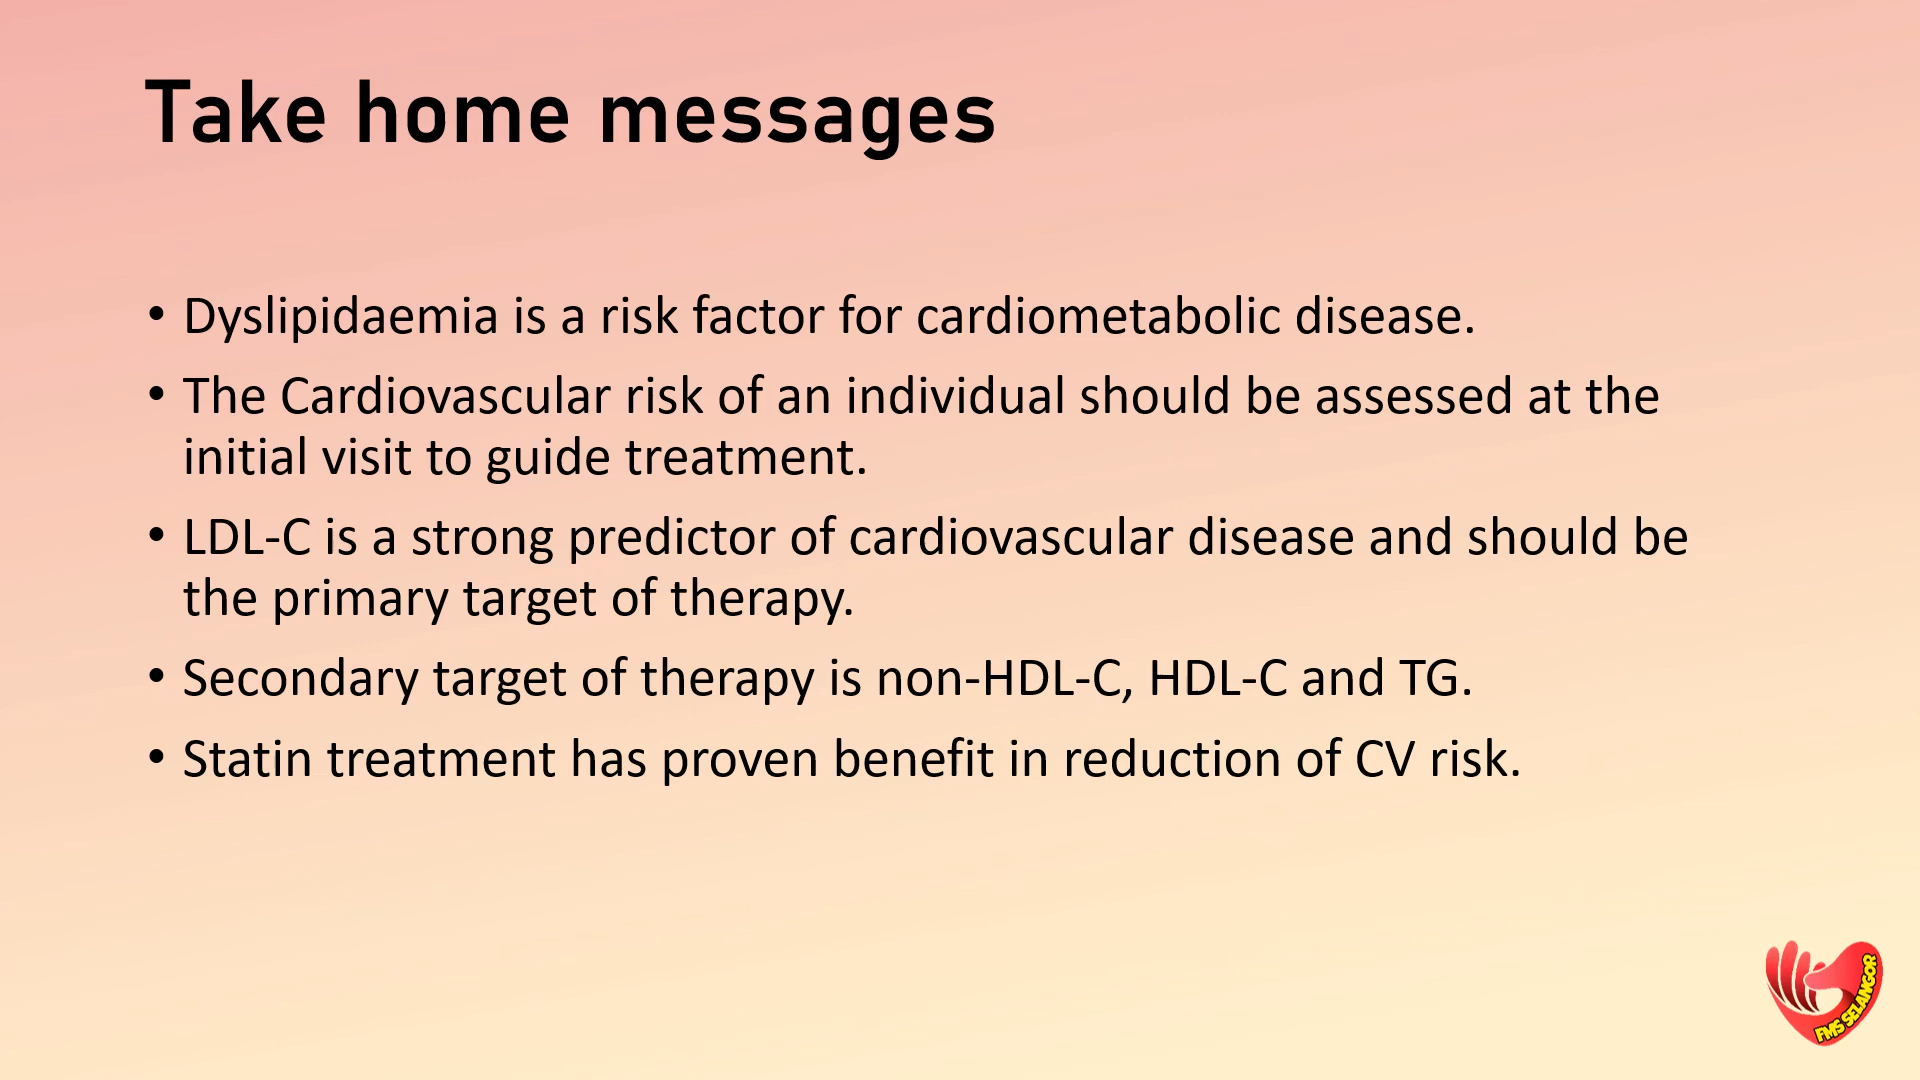 Take home messages
• Dyslipidaemia is a risk factor for cardiometabolic disease.
• The Cardiovascular risk of an individual should be assessed at the
initial visit to guide treatment.
• LDL-C is a strong predictor of cardiovascular disease and should be
the primary target of therapy.
• Secondary target of therapy is non-HDL-C, HDL-C and TG.
• Statin treatment has proven benefit in reduction of CV risk.
FMS SELANGOR